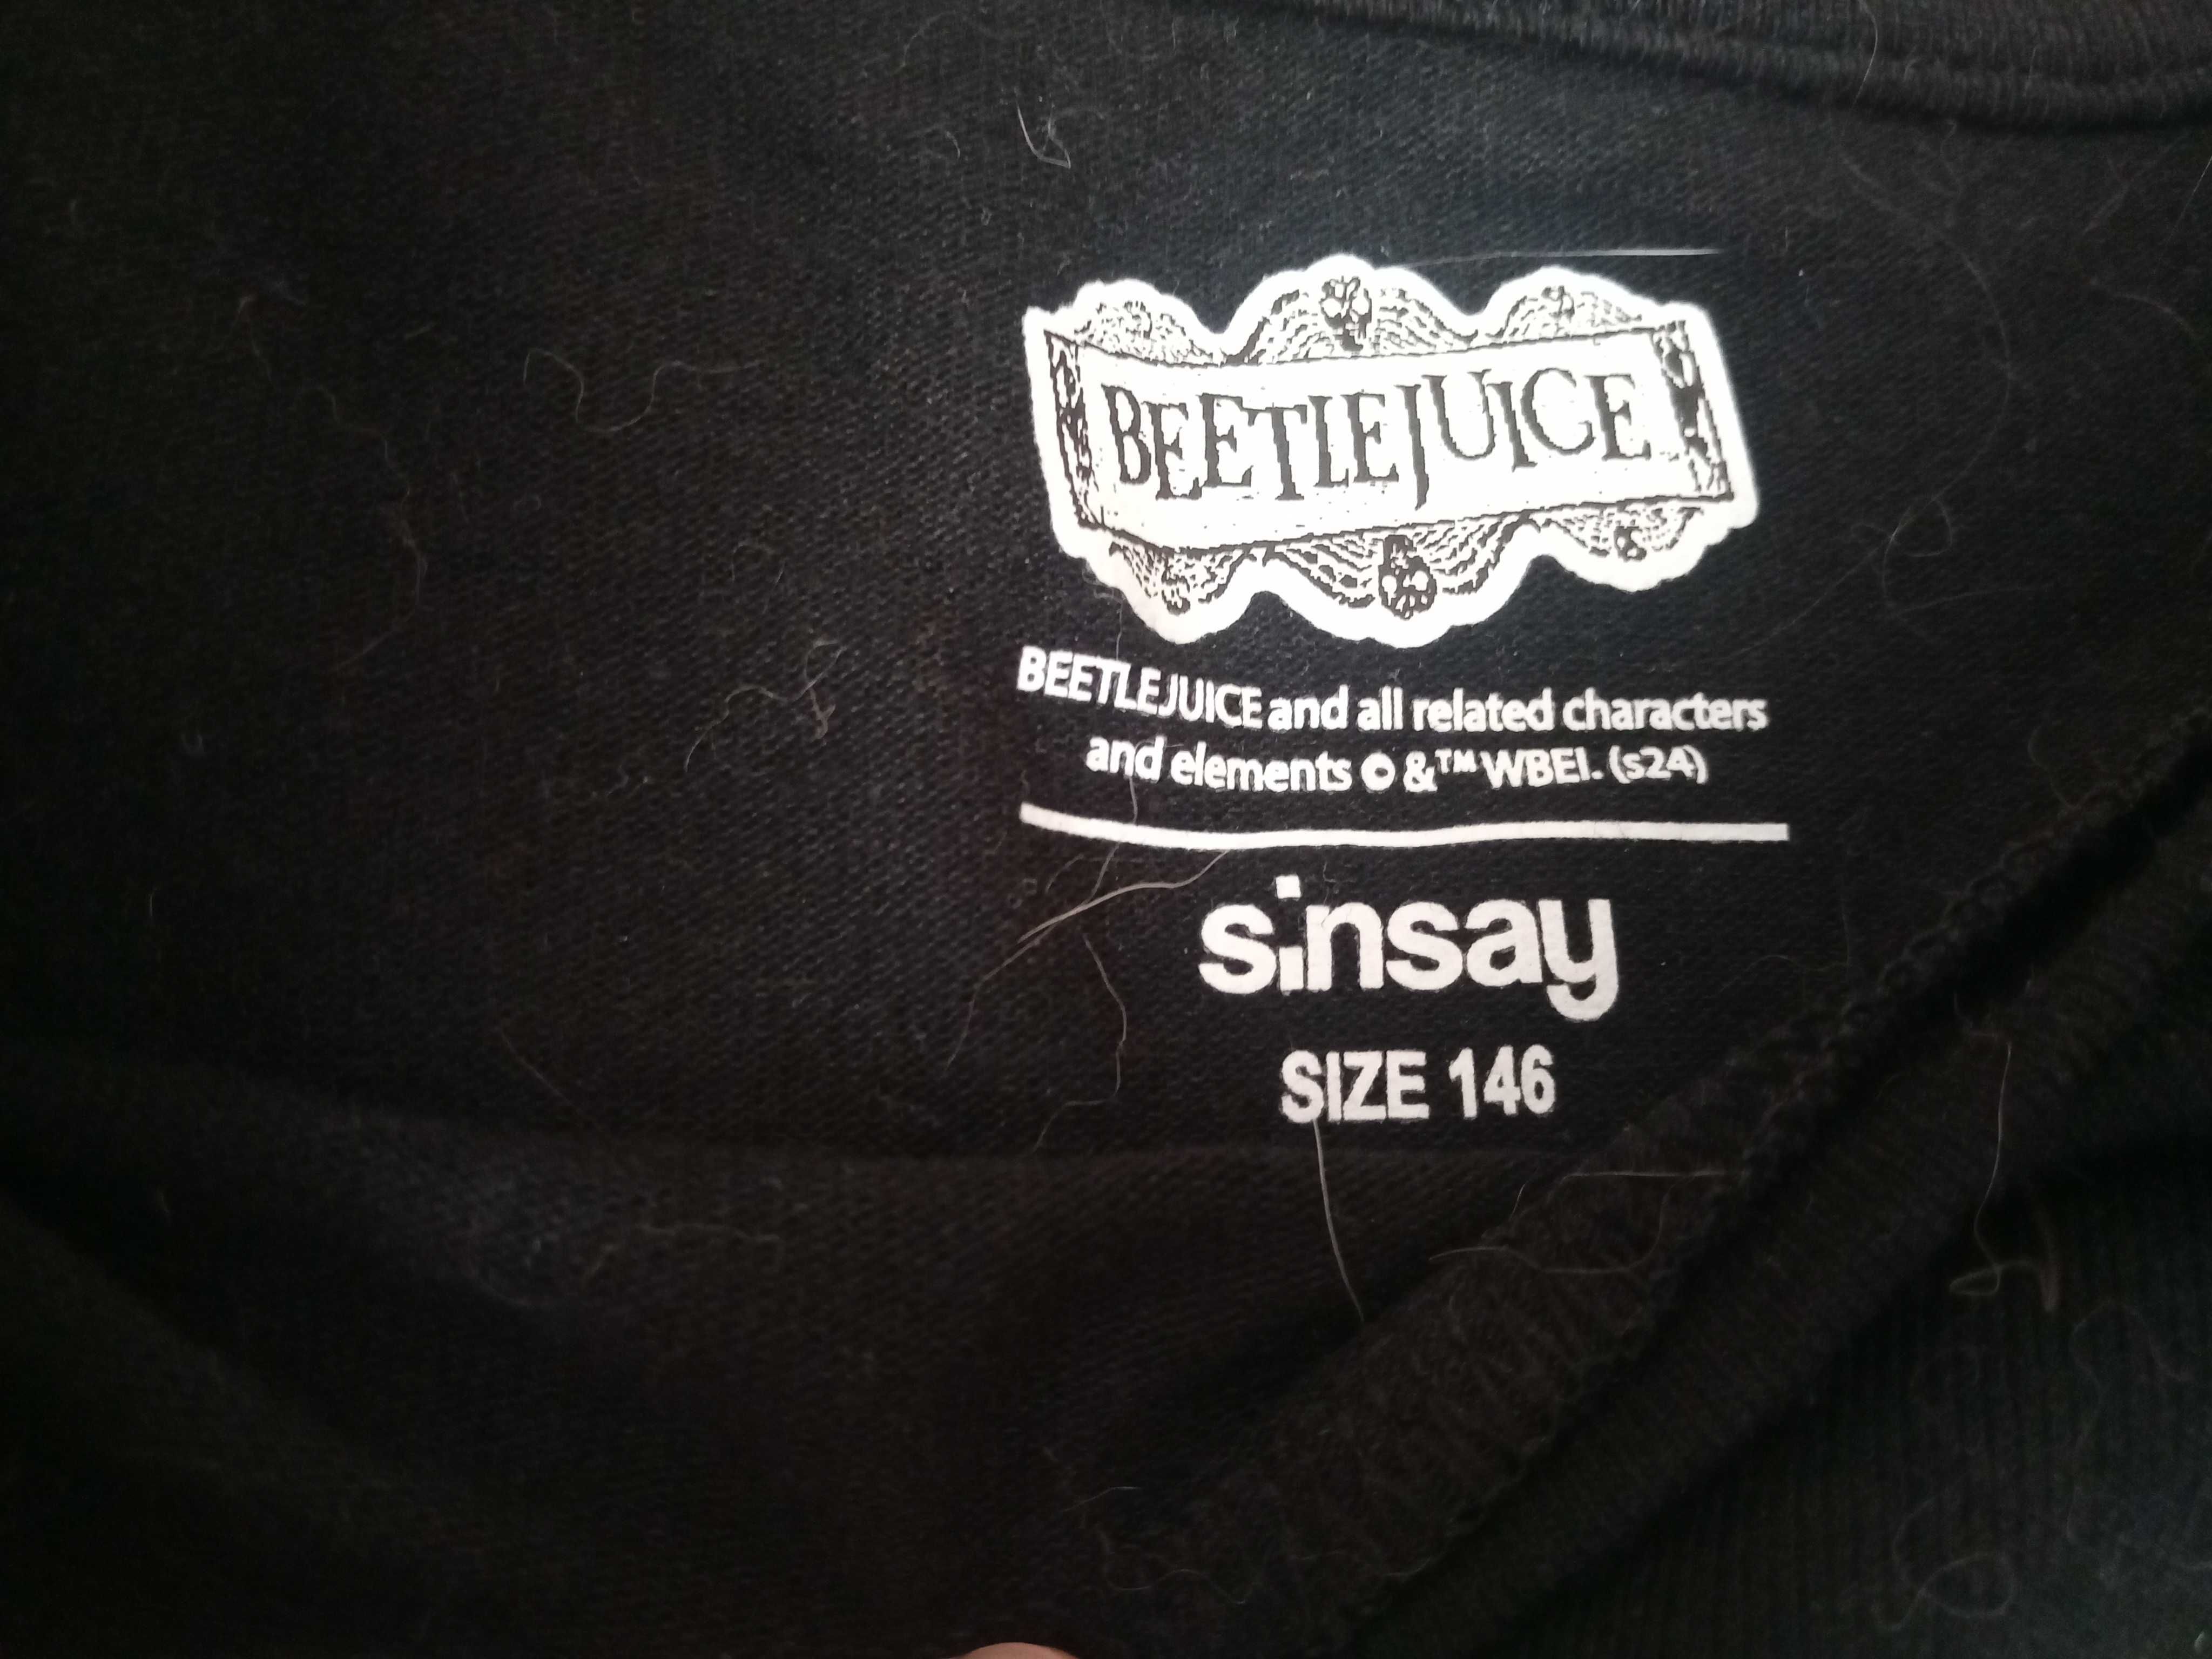 BEETLEJUICE
BEETLEJUICE and all related characters
and elements © &™ WBEI. (s24)
sinsay
SIZE 146